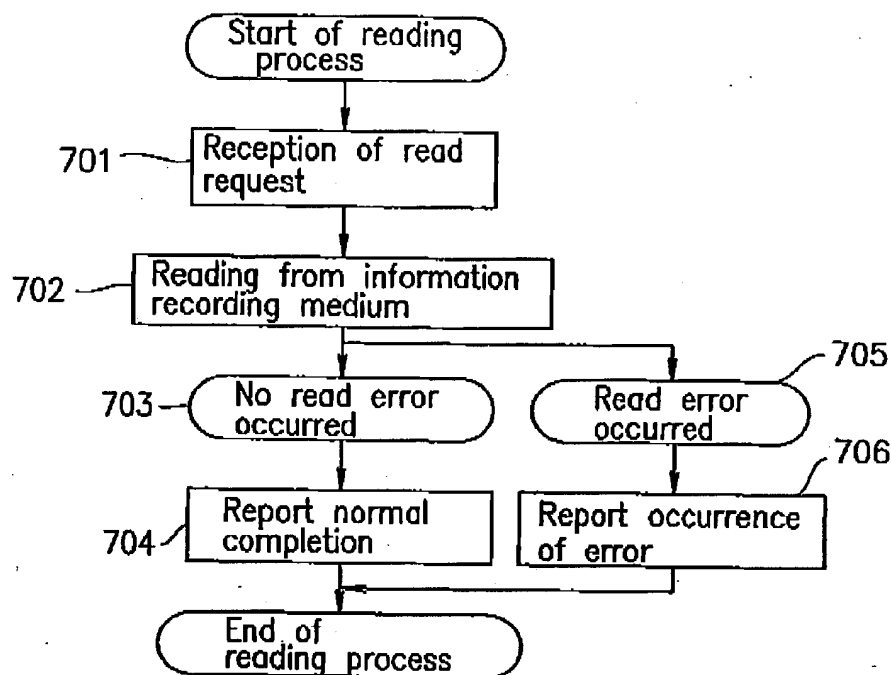 Start of reading
process
701
Reception of read
request
702
Reading from information
recording medium
703
No read error
occurred
705
Read error
occurred
704
Report normal
completion
706
Report occurrence
of error
End of
reading process